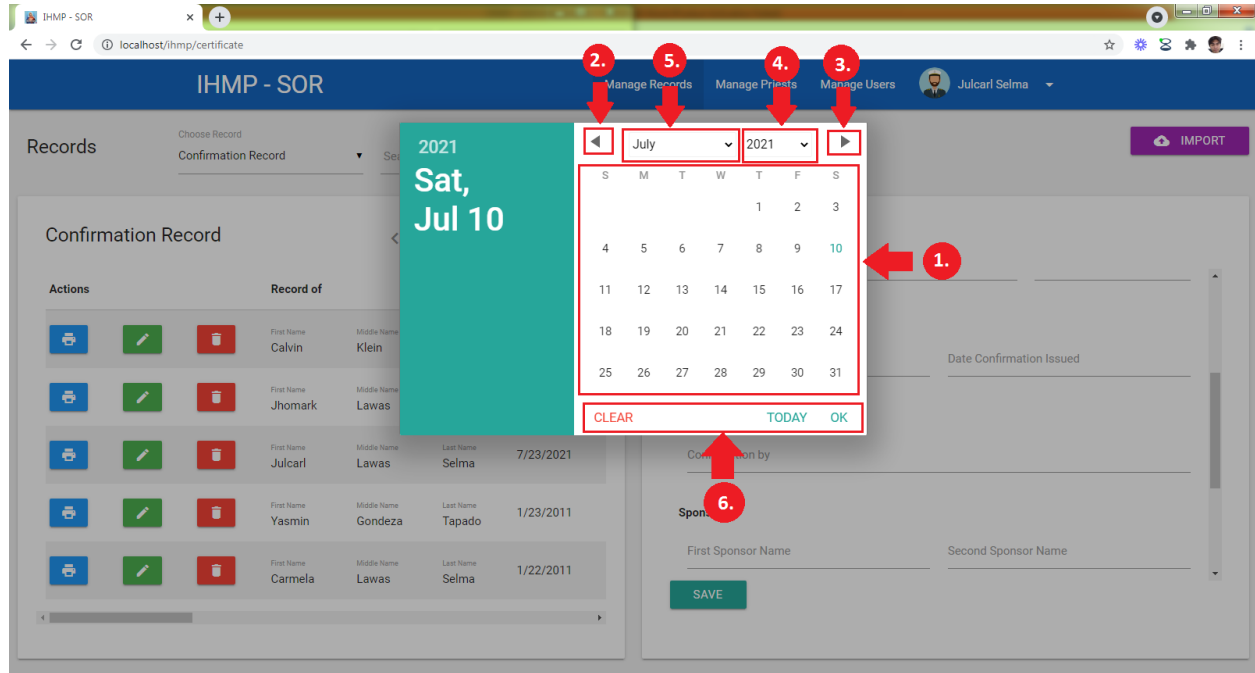 IHMP - SOR
localhost/ihmp/certificate
2.
5.
4.
3.
IHMP - SOR
Manage Records
Manage Priests
Manage Users
Julcarl Selma
Records
Choose Record
Confirmation Record
IMPORT
2021
Sat,
Jul 10
July
2021
S M T W T F S
1 2 3
4 5 6 7 8 9 10
11 12 13 14 15 16 17
18 19 20 21 22 23 24
25 26 27 28 29 30 31
CLEAR
TODAY
OK
1.
6.
Confirmation Record
Actions
Record of
First Name
Middle Name
Calvin
Klein
First Name
Middle Name
Jhomark
Lawas
First Name
Middle Name
Last Name
Julcarl
Lawas
Selma
7/23/2021
First Name
Middle Name
Last Name
Yasmin
Gondeza
Tapado
1/23/2011
First Name
Middle Name
Last Name
Carmela
Lawas
Selma
1/22/2011
Date Confirmation Issued
by
First Sponsor Name
Second Sponsor Name
SAVE